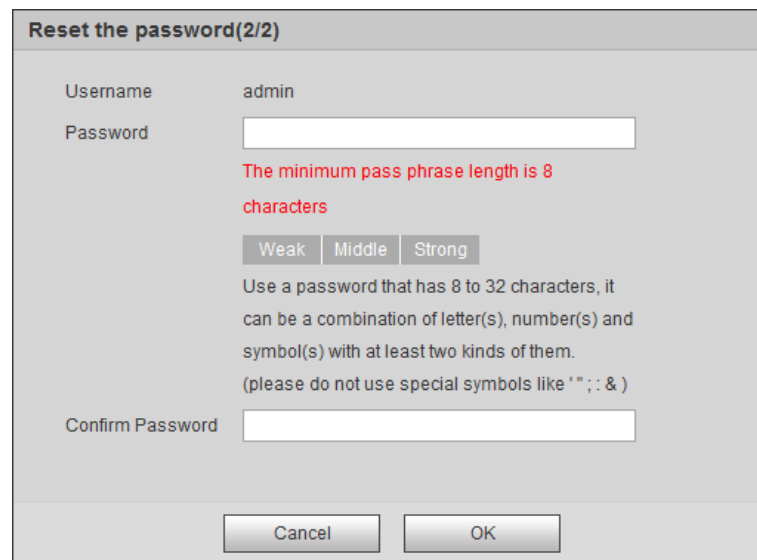 Reset the password(2/2)
Username admin
Password
The minimum pass phrase length is 8
characters
Weak Middle Strong
Use a password that has 8 to 32 characters, it
can be a combination of letter(s), number(s) and
symbol(s) with at least two kinds of them.
(please do not use special symbols like ' " ; : & )
Confirm Password
Cancel OK